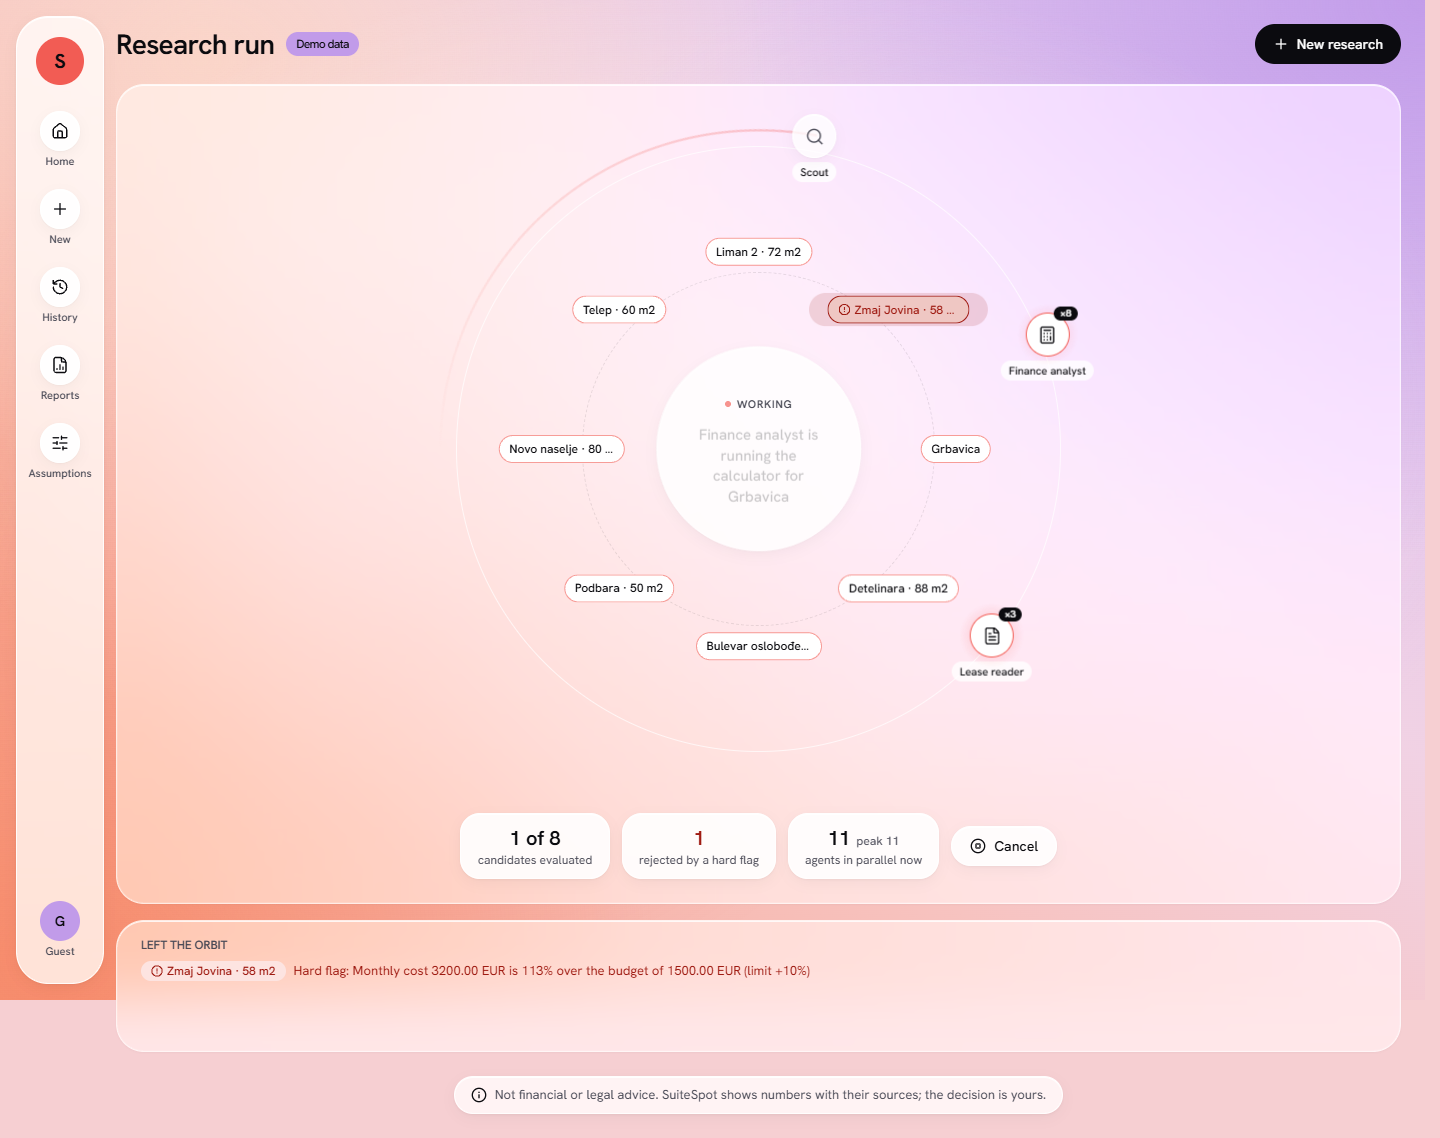 S
Research run
Demo data
New research
Home
New
History
Reports
Assumptions
G
Guest
Scout
Liman 2 · 72 m2
Telep · 60 m2
Zmaj Jovina · 58 ...
×8
Finance analyst
WORKING
Finance analyst is
running the
calculator for
Grbavica
Novo naselje · 80 ...
Grbavica
Podbara · 50 m2
Detelinara · 88 m2
×3
Lease reader
Bulevar oslobođe...
1 of 8
candidates evaluated
1
rejected by a hard flag
11 peak 11
agents in parallel now
Cancel
LEFT THE ORBIT
Zmaj Jovina · 58 m2 Hard flag: Monthly cost 3200.00 EUR is 113% over the budget of 1500.00 EUR (limit +10%)
Not financial or legal advice. SuiteSpot shows numbers with their sources; the decision is yours.